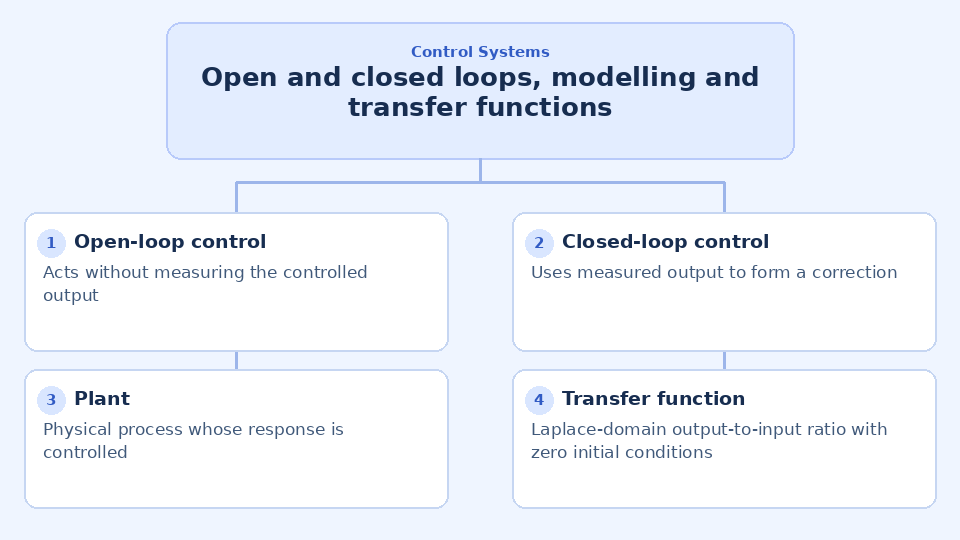 Control Systems
Open and closed loops, modelling and
transfer functions
1 Open-loop control
Acts without measuring the controlled
output
2 Closed-loop control
Uses measured output to form a correction
3 Plant
Physical process whose response is
controlled
4 Transfer function
Laplace-domain output-to-input ratio with
zero initial conditions